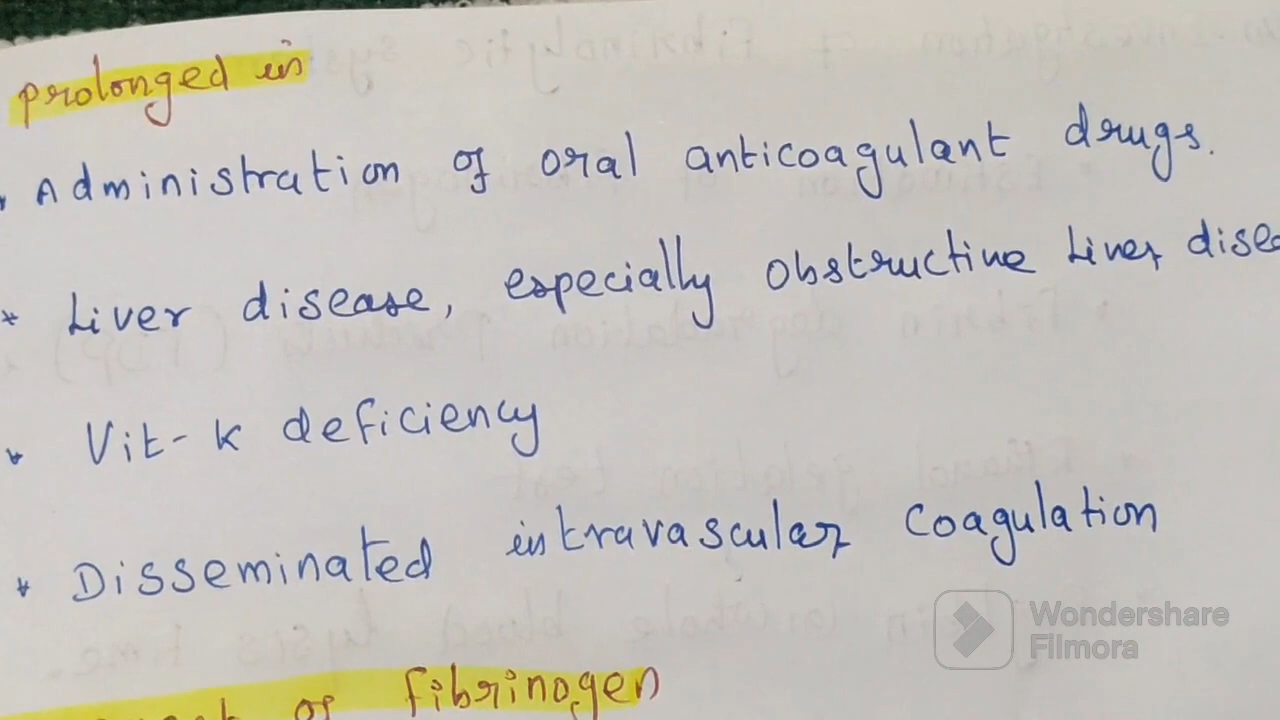 prolonged in
* Administration of oral anticoagulant drugs.
* Liver disease, especially obstructive Liver
* Vit-K deficiency
* Disseminated intravascular coagulation
of fibrinogen
Wondershare
Filmora